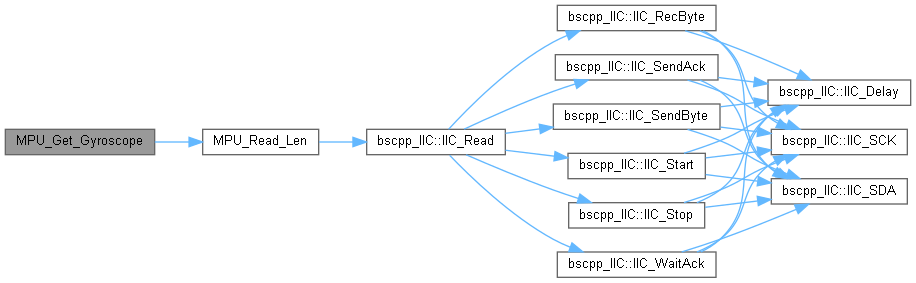 MPU_Get_Gyroscope
MPU_Read_Len
bscpp_IIC::IIC_Read
bscpp_IIC::IIC_RecByte
bscpp_IIC::IIC_SendAck
bscpp_IIC::IIC_SendByte
bscpp_IIC::IIC_Start
bscpp_IIC::IIC_Stop
bscpp_IIC::IIC_WaitAck
bscpp_IIC::IIC_Delay
bscpp_IIC::IIC_SCK
bscpp_IIC::IIC_SDA